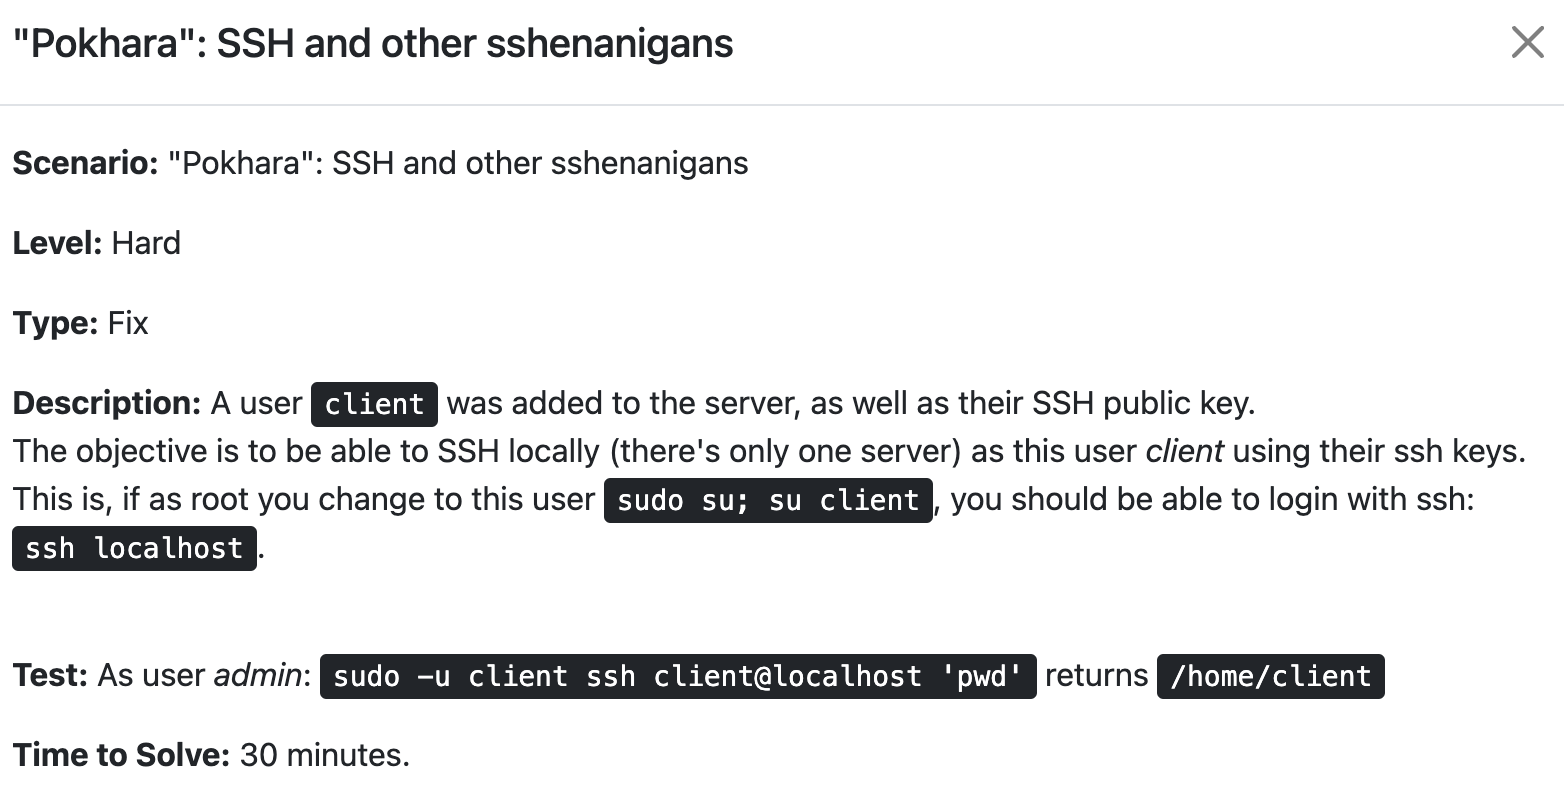 "Pokhara": SSH and other sshenanigans
Scenario: "Pokhara": SSH and other sshenanigans
Level: Hard
Type: Fix
Description: A user client was added to the server, as well as their SSH public key.
The objective is to be able to SSH locally (there's only one server) as this user client using their ssh keys.
This is, if as root you change to this user sudo su; su client, you should be able to login with ssh:
ssh localhost.
Test: As user admin: sudo −u client ssh client@localhost 'pwd' returns /home/client
Time to Solve: 30 minutes.